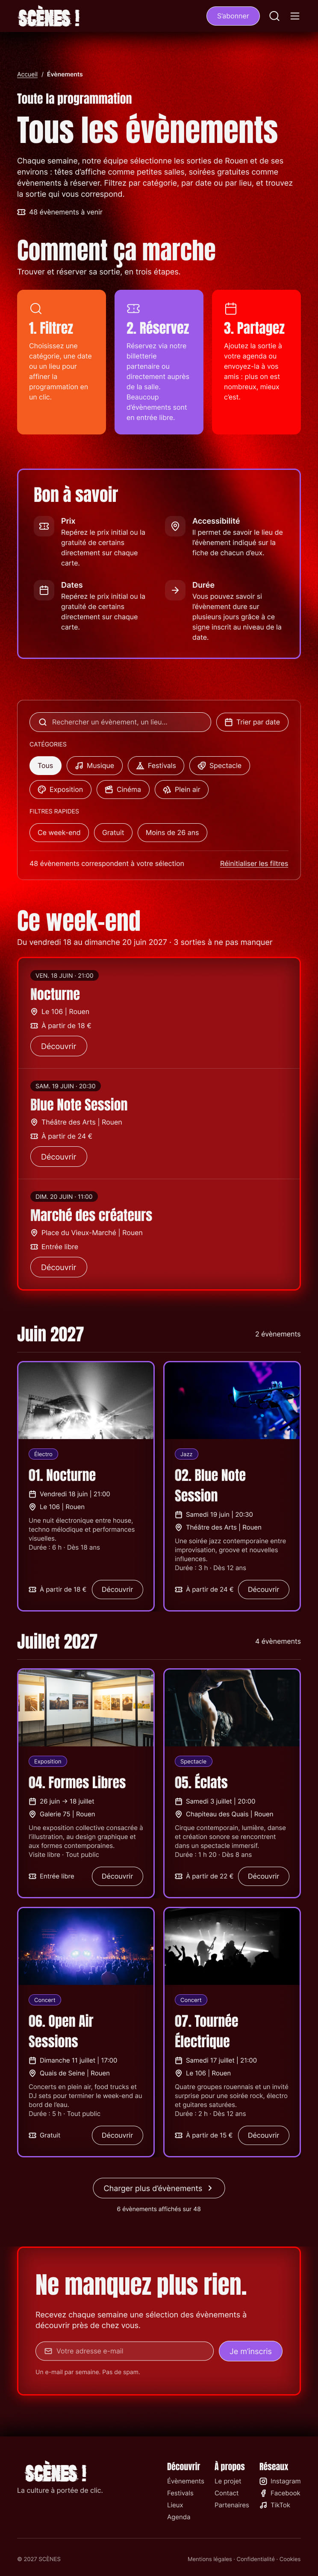 SCÈNES !
S'abonner
Accueil / Évènements
Toute la programmation
Tous les évènements
Chaque semaine, notre équipe sélectionne les sorties de Rouen et de ses
environs : têtes d'affiche comme petites salles, soirées gratuites comme
évènements à réserver. Filtrez par catégorie, par date ou par lieu, et trouvez
la sortie qui vous correspond.
48 évènements à venir
Comment ça marche
Trouver et réserver sa sortie, en trois étapes.
1. Filtrez
Choisissez une
catégorie, une date
ou un lieu pour
affiner la
programmation en
un clic.
2. Réservez
Réservez via notre
billetterie
partenaire ou
directement auprès
de la salle.
Beaucoup
d'évènements sont
en entrée libre.
3. Partagez
Ajoutez la sortie à
votre agenda ou
envoyez-la à vos
amis : plus on est
nombreux, mieux
c'est.
Bon à savoir
Prix
Repérez le prix initial ou la
gratuité de certains
directement sur chaque
carte.
Accessibilité
Il permet de savoir le lieu de
l'évènement indiqué sur la
fiche de chacun d'eux.
Dates
Repérez le prix initial ou la
gratuité de certains
directement sur chaque
carte.
Durée
Vous pouvez savoir si
l'évènement dure sur
plusieurs jours grâce à ce
signe inscrit au niveau de la
date.
Rechercher un évènement, un lieu...
Trier par date
CATÉGORIES
Tous
Musique
Festivals
Spectacle
Exposition
Cinéma
Plein air
FILTRES RAPIDES
Ce week-end
Gratuit
Moins de 26 ans
48 évènements correspondent à votre sélection
Réinitialiser les filtres
Ce week-end
Du vendredi 18 au dimanche 20 juin 2027 · 3 sorties à ne pas manquer
VEN. 18 JUIN · 21:00
Nocturne
Le 106 | Rouen
À partir de 18 €
Découvrir
SAM. 19 JUIN · 20:30
Blue Note Session
Théâtre des Arts | Rouen
À partir de 24 €
Découvrir
DIM. 20 JUIN · 11:00
Marché des créateurs
Place du Vieux-Marché | Rouen
Entrée libre
Découvrir
Juin 2027
2 évènements
Électro
01. Nocturne
Vendredi 18 juin | 21:00
Le 106 | Rouen
Une nuit électronique entre house,
techno mélodique et performances
visuelles.
Durée : 6 h · Dès 18 ans
À partir de 18 €
Découvrir
Jazz
02. Blue Note
Session
Samedi 19 juin | 20:30
Théâtre des Arts | Rouen
Une soirée jazz contemporaine entre
improvisation, groove et nouvelles
influences.
Durée : 3 h · Dès 12 ans
À partir de 24 €
Découvrir
Juillet 2027
4 évènements
Exposition
04. Formes Libres
26 juin → 18 juillet
Galerie 75 | Rouen
Une exposition collective consacrée à
l'illustration, au design graphique et
aux formes contemporaines.
Visite libre · Tout public
Entrée libre
Découvrir
Spectacle
05. Éclats
Samedi 3 juillet | 20:00
Chapiteau des Quais | Rouen
Cirque contemporain, lumière, danse
et création sonore se rencontrent
dans un spectacle immersif.
Durée : 1 h 20 · Dès 8 ans
À partir de 22 €
Découvrir
Concert
06. Open Air
Sessions
Dimanche 11 juillet | 17:00
Quais de Seine | Rouen
Concerts en plein air, food trucks et
DJ sets pour terminer le week-end au
bord de l'eau.
Durée : 5 h · Tout public
Gratuit
Découvrir
Concert
07. Tournée
Électrique
Samedi 17 juillet | 21:00
Le 106 | Rouen
Quatre groupes rouennais et un invité
surprise pour une soirée rock, électro
et guitares saturées.
Durée : 2 h · Dès 12 ans
À partir de 15 €
Découvrir
Charger plus d'évènements
6 évènements affichés sur 48
Ne manquez plus rien.
Recevez chaque semaine une sélection des évènements à
découvrir près de chez vous.
Votre adresse e-mail
Je m'inscris
Un e-mail par semaine. Pas de spam.
SCÈNES !
La culture à portée de clic.
Découvrir
Évènements
Festivals
Lieux
Agenda
À propos
Le projet
Contact
Partenaires
Réseaux
Instagram
Facebook
TikTok
© 2027 SCÈNES
Mentions légales · Confidentialité · Cookies